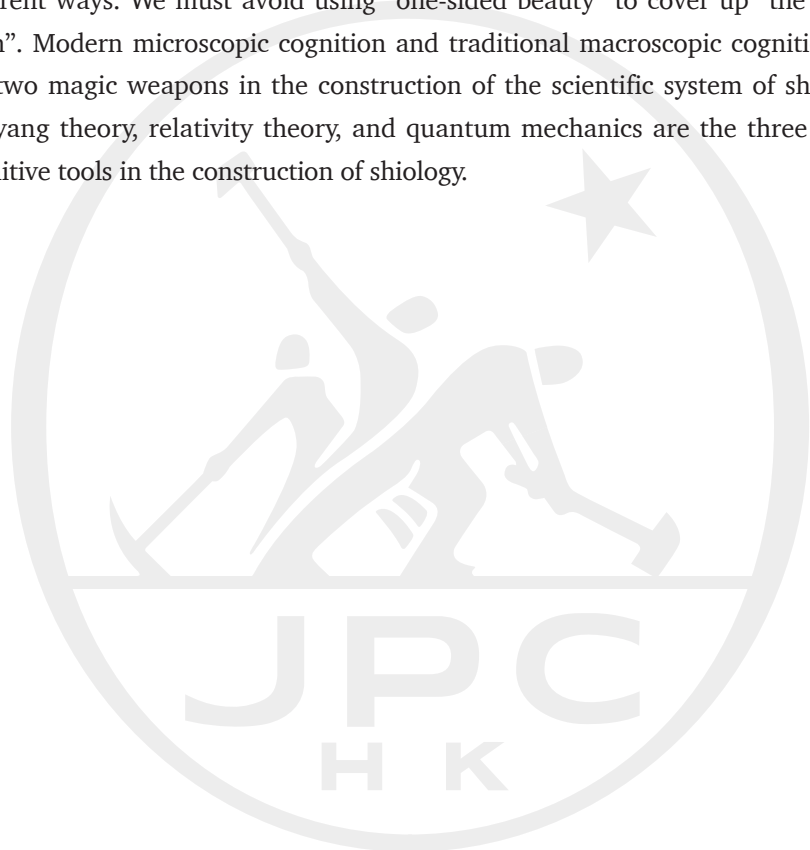 rent ways. We must avoid using “one-sided beauty” to cover up “the
n”. Modern microscopic cognition and traditional macroscopic cogniti
two magic weapons in the construction of the scientific system of sh
yang theory, relativity theory, and quantum mechanics are the three
itive tools in the construction of shiology.
JPC
HK